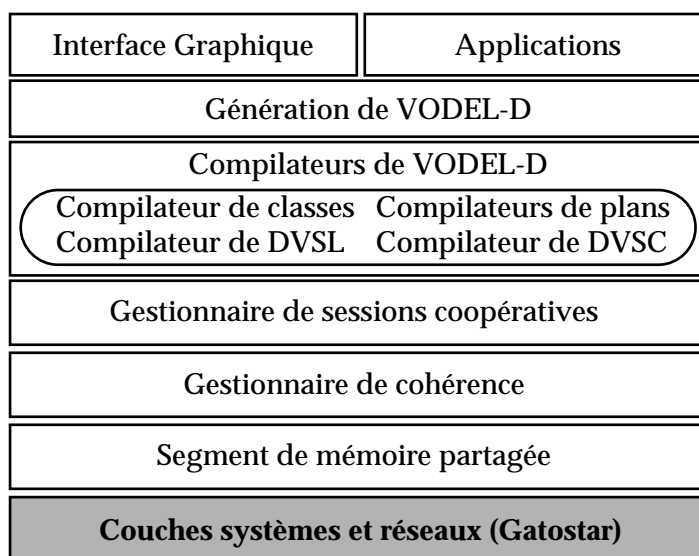 Interface Graphique
Applications
Génération de VODEL-D
Compilateurs de VODEL-D
Compilateur de classes Compilateurs de plans
Compilateur de DVSL Compilateur de DVSC
Gestionnaire de sessions coopératives
Gestionnaire de cohérence
Segment de mémoire partagée
Couches systèmes et réseaux (Gatostar)